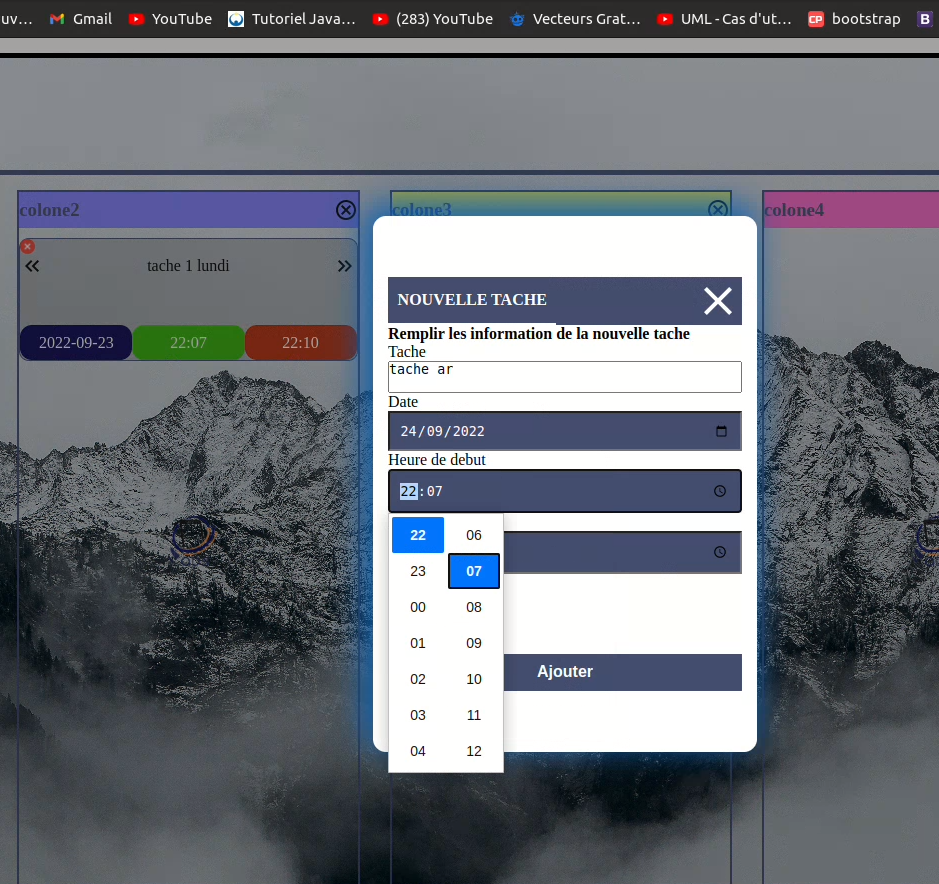 uv… Gmail YouTube Tutoriel Java… (283) YouTube Vecteurs Grat… UML - Cas d'ut… bootstrap B
colone2
colone3
colone4
tache 1 lundi
2022-09-23 22:07 22:10
NOUVELLE TACHE
Remplir les information de la nouvelle tache
Tache
tache ar
Date
24/09/2022
Heure de debut
22:07
22 06
23 07
00 08
01 09
02 10
03 11
04 12
Ajouter